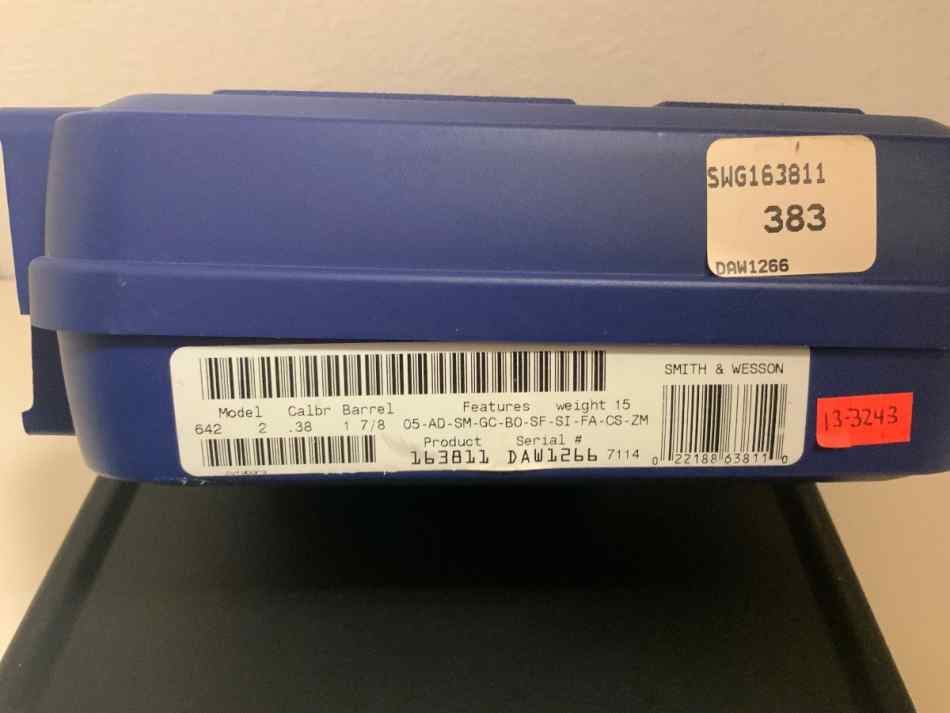 SWG163811
383
DAW1266
SMITH & WESSON
Model Calbr Barrel Features weight 15
642 2 .38 1 7/8 05-AD-SM-GC-BO-SF-SI-FA-CS-ZM
Product Serial #
163811 DAW1266 7114
0 22188 63811 0
13-3243